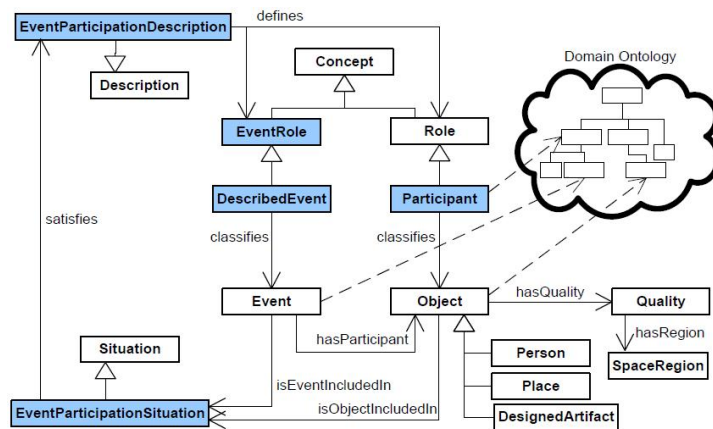 EventParticipationDescription
defines
Description
Concept
Domain Ontology
EventRole
Role
DescribedEvent
Participant
satisfies
classifies
classifies
Event
Object
hasQuality
Quality
hasParticipant
hasRegion
Situation
Person
SpaceRegion
isEventIncludedIn
Place
EventParticipationSituation
isObjectIncludedIn
DesignedArtifact